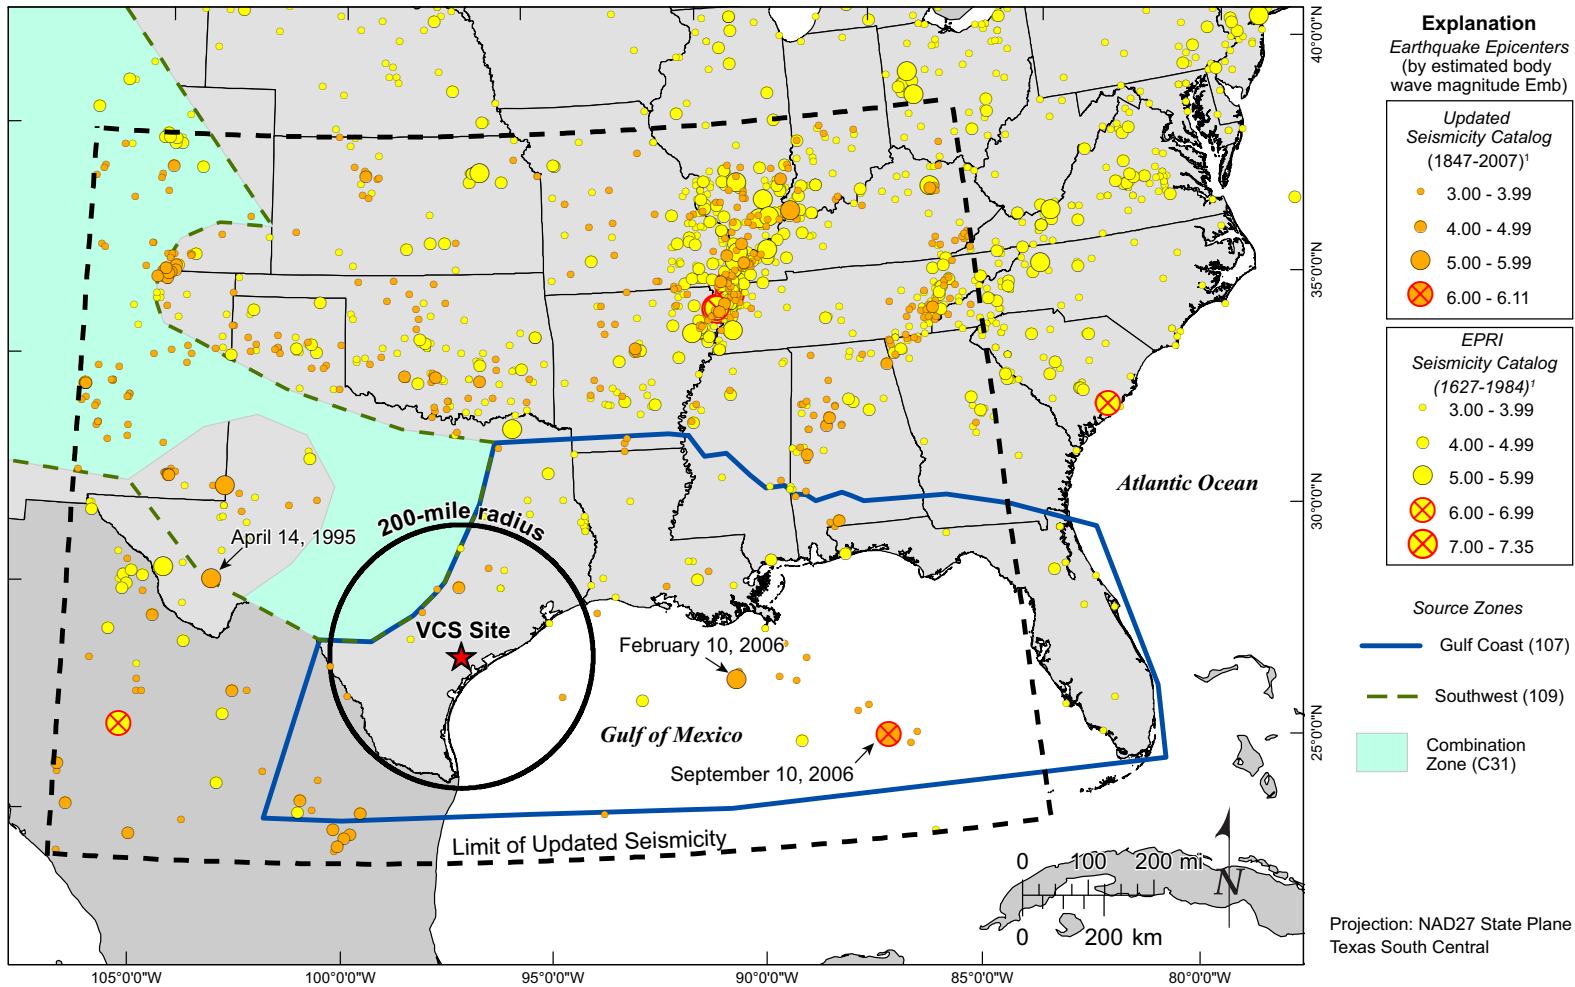 200-mile radius
April 14, 1995
VCS Site
February 10, 2006
Gulf of Mexico
September 10, 2006
Atlantic Ocean
Limit of Updated Seismicity
0 100 200 mi
0 200 km
N
105°0'0"W
100°0'0"W
95°0'0"W
90°0'0"W
85°0'0"W
80°0'0"W
40°0'0"N
35°0'0"N
30°0'0"N
25°0'0"N
Explanation
Earthquake Epicenters
(by estimated body
wave magnitude Emb)
Updated
Seismicity Catalog
(1847-2007)¹
3.00 - 3.99
4.00 - 4.99
5.00 - 5.99
6.00 - 6.11
EPRI
Seismicity Catalog
(1627-1984)¹
3.00 - 3.99
4.00 - 4.99
5.00 - 5.99
6.00 - 6.99
7.00 - 7.35
Source Zones
Gulf Coast (107)
Southwest (109)
Combination
Zone (C31)
Projection: NAD27 State Plane
Texas South Central